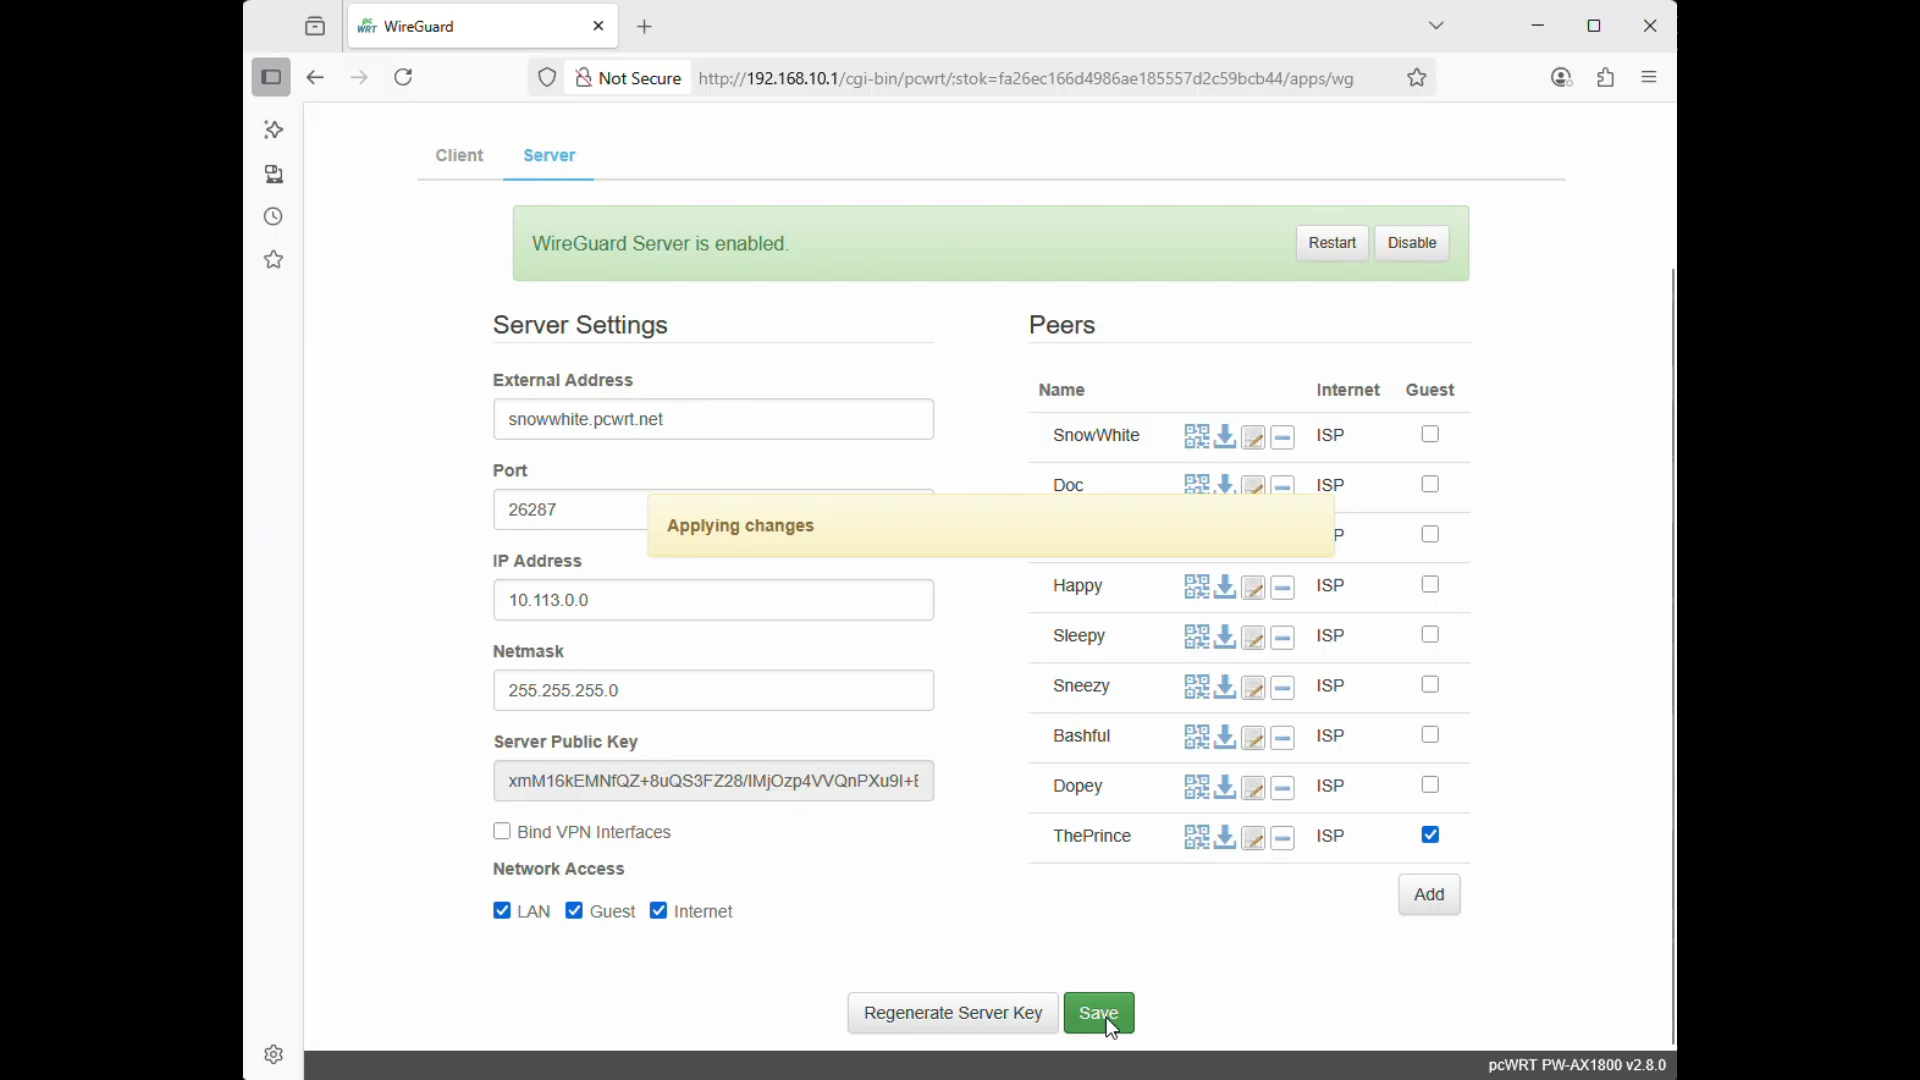 WireGuard
Not Secure
http://192.168.10.1/cgi-bin/pcwrt/;stok=fa26ec166d4986ae185557d2c59bcb44/apps/wg
Client
Server
WireGuard Server is enabled.
Restart
Disable
Server Settings
External Address
snowwhite.pcwrt.net
Port
26287
IP Address
10.113.0.0
Netmask
255.255.255.0
Server Public Key
xmM16kEMNfQZ+8uQS3FZ28/IMjOzp4VVQnPXu9I+E
Bind VPN Interfaces
Network Access
LAN Guest Internet
Peers
Name Internet Guest
SnowWhite ISP
Doc ISP
Applying changes
P
Happy ISP
Sleepy ISP
Sneezy ISP
Bashful ISP
Dopey ISP
ThePrince ISP
Add
Regenerate Server Key
Save
pcWRT PW-AX1800 v2.8.0